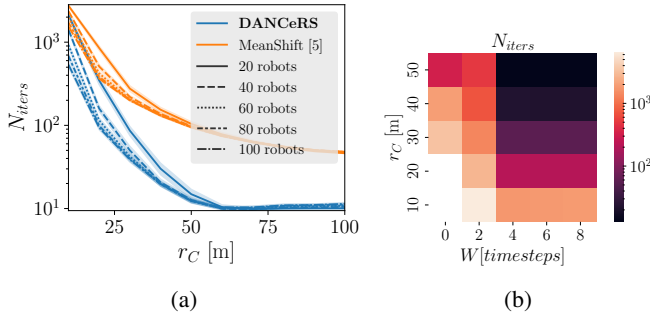 N_iters
10^3
10^2
10^1
25
50
75
100
r_C [m]
DANCeRS
MeanShift [5]
20 robots
40 robots
60 robots
80 robots
100 robots
(a)
N_iters
r_C [m]
50
40
30
20
10
0
2
4
6
8
W[timesteps]
10^3
10^2
(b)